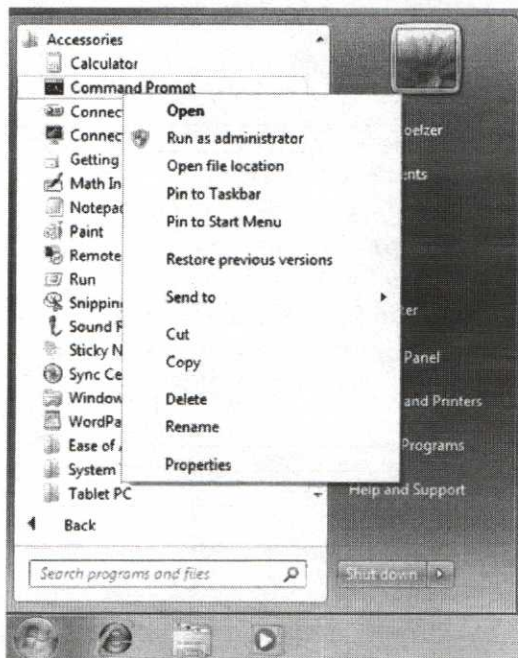 Accessories
Calculator
Command Prompt
Connec
Connec
Getting
Math In
Notepad
Paint
Remote
Run
Snippin
Sound R
Sticky N
Sync Ce
Window
WordPa
Ease of A
System
Tablet PC
Back
Search programs and files
Open
Run as administrator
Open file location
Pin to Taskbar
Pin to Start Menu
Restore previous versions
Send to
Cut
Copy
Delete
Rename
Properties
oelzer
ents
ter
Panel
and Printers
Programs
Help and Support
Shut down